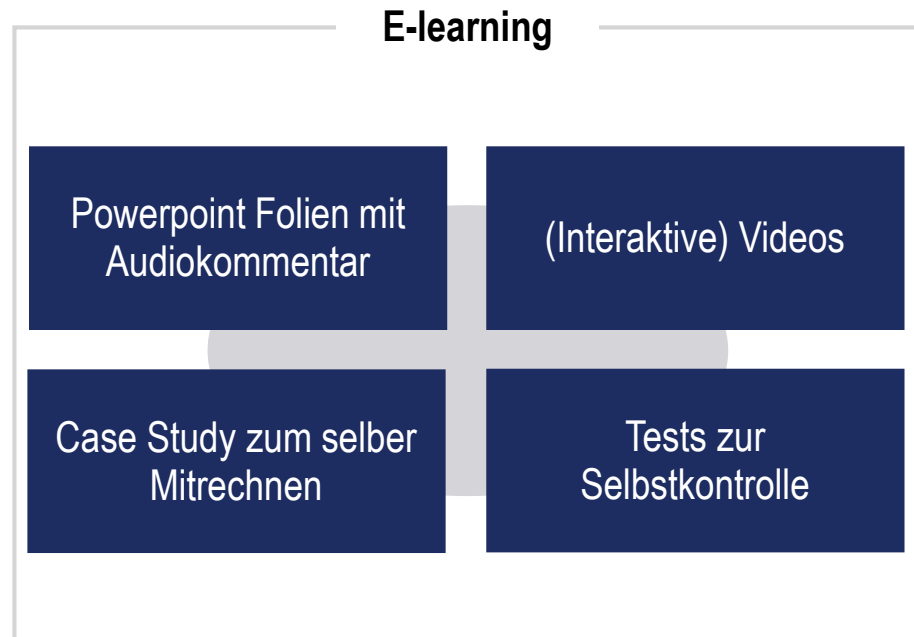 E-learning
Powerpoint Folien mit
Audiokommentar
(Interaktive) Videos
Case Study zum selber
Mitrechnen
Tests zur
Selbstkontrolle